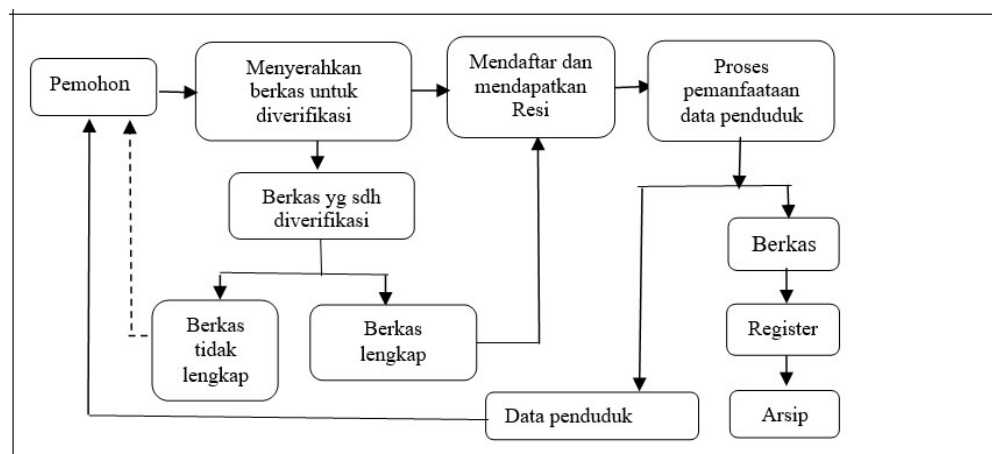 Pemohon
Menyerahkan
berkas untuk
diverifikasi
Mendaftar dan
mendapatkan
Resi
Proses
pemanfaataan
data penduduk
Berkas yg sdh
diverifikasi
Berkas
tidak
lengkap
Berkas
lengkap
Berkas
Register
Arsip
Data penduduk